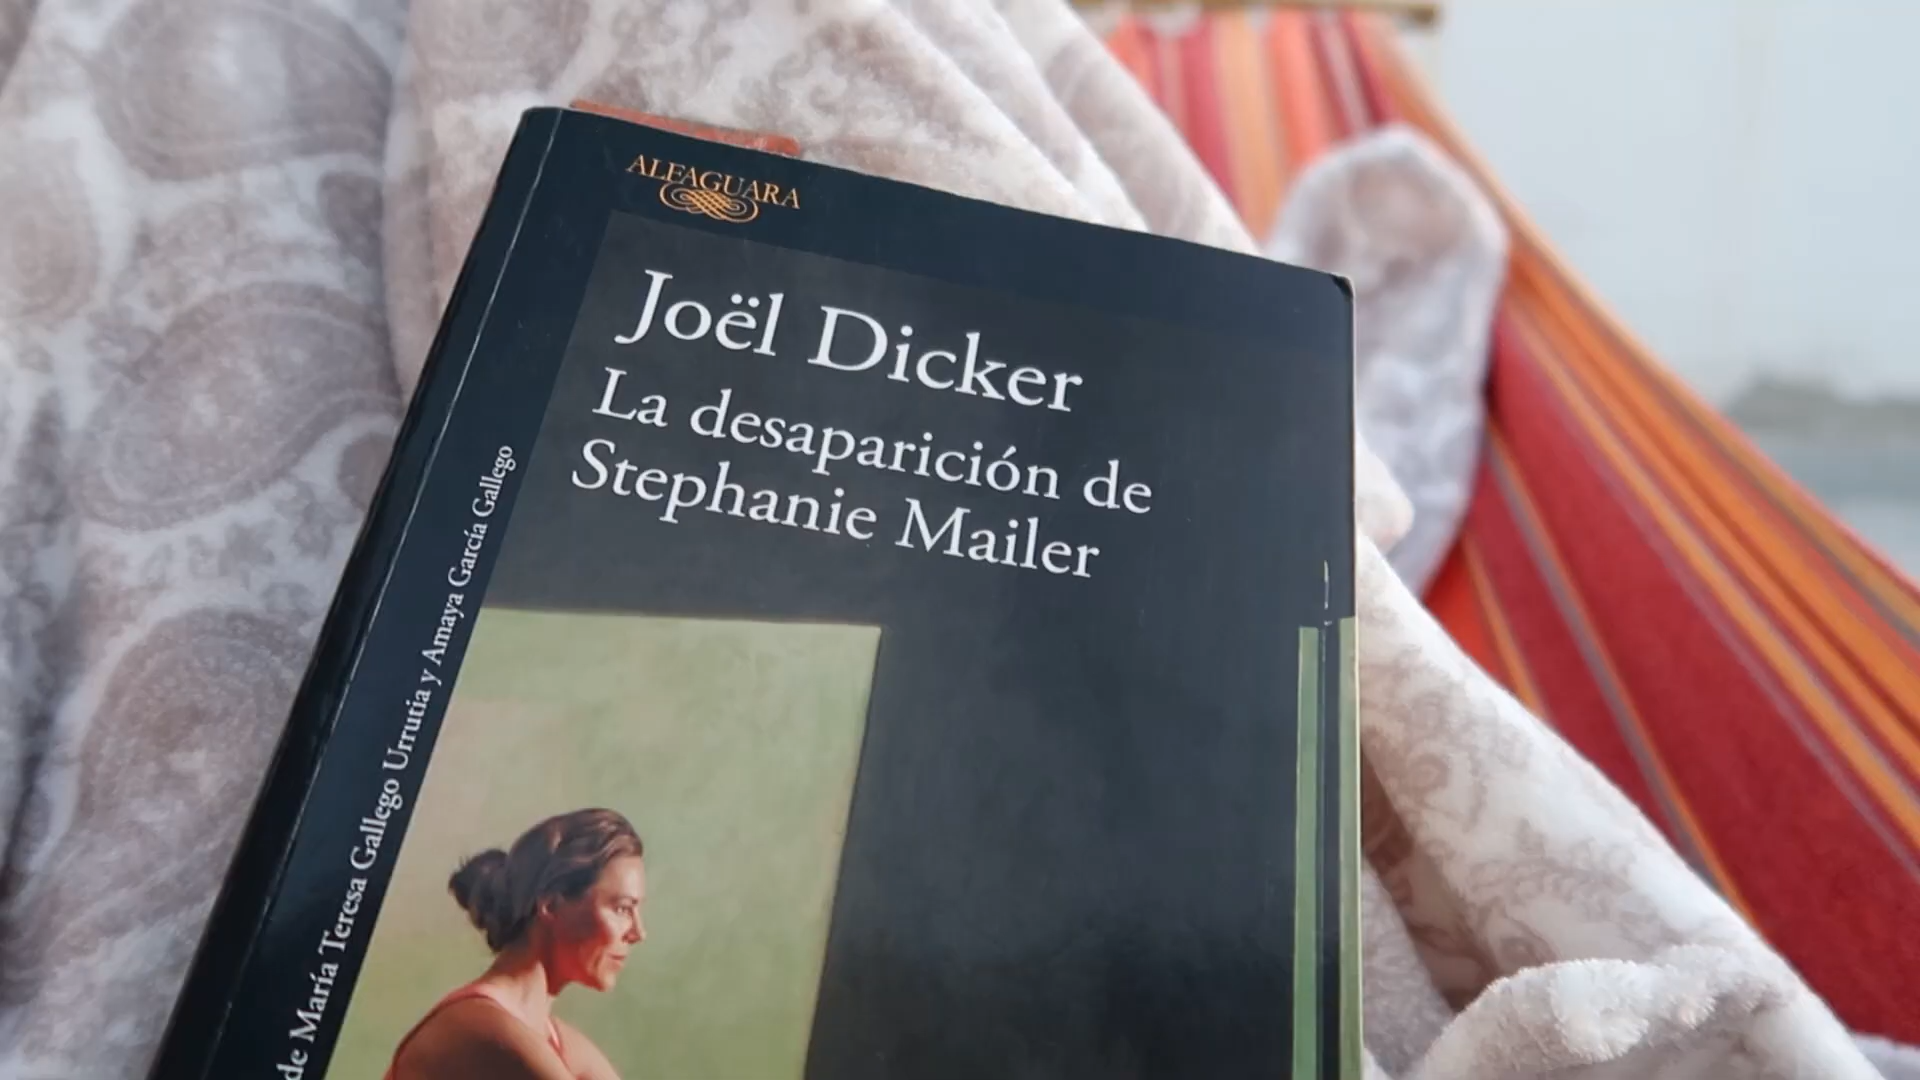 ALFAGUARA
Joël Dicker
La desaparición de
Stephanie Mailer
de María Teresa Gallego Urrutia y Amaya García Gallego